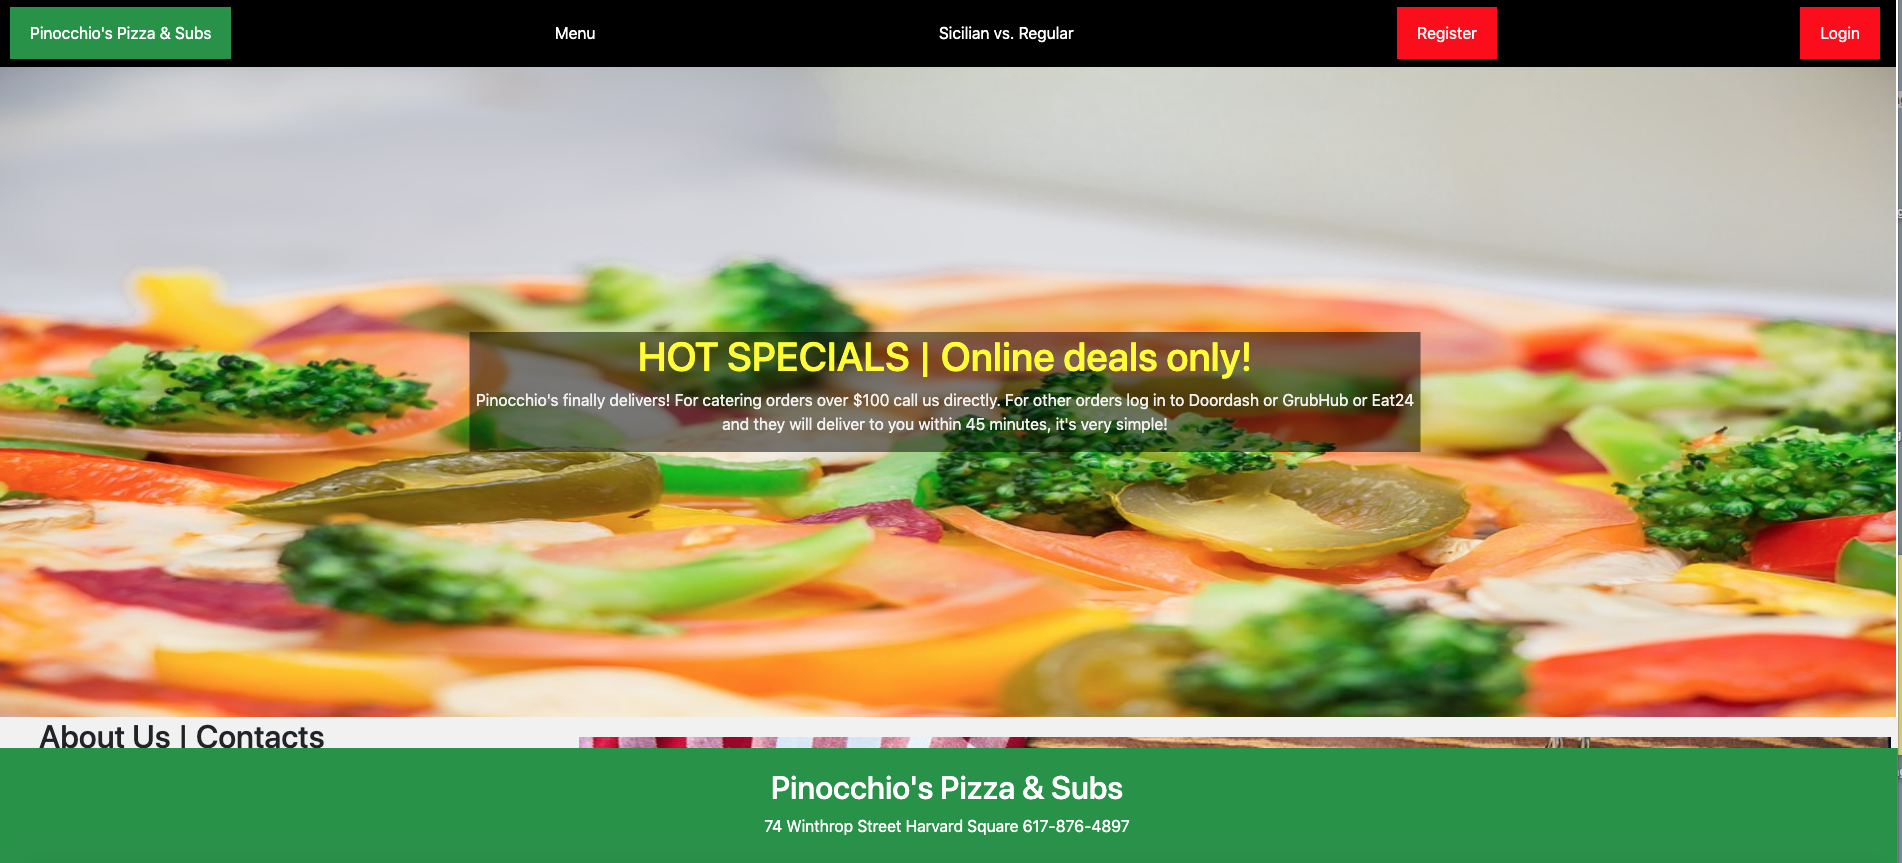 Pinocchio's Pizza & Subs
Menu
Sicilian vs. Regular
Register
Login
HOT SPECIALS | Online deals only!
Pinocchio's finally delivers! For catering orders over $100 call us directly. For other orders log in to Doordash or GrubHub or Eat24
and they will deliver to you within 45 minutes, it's very simple!
About Us | Contacts
Pinocchio's Pizza & Subs
74 Winthrop Street Harvard Square 617-876-4897